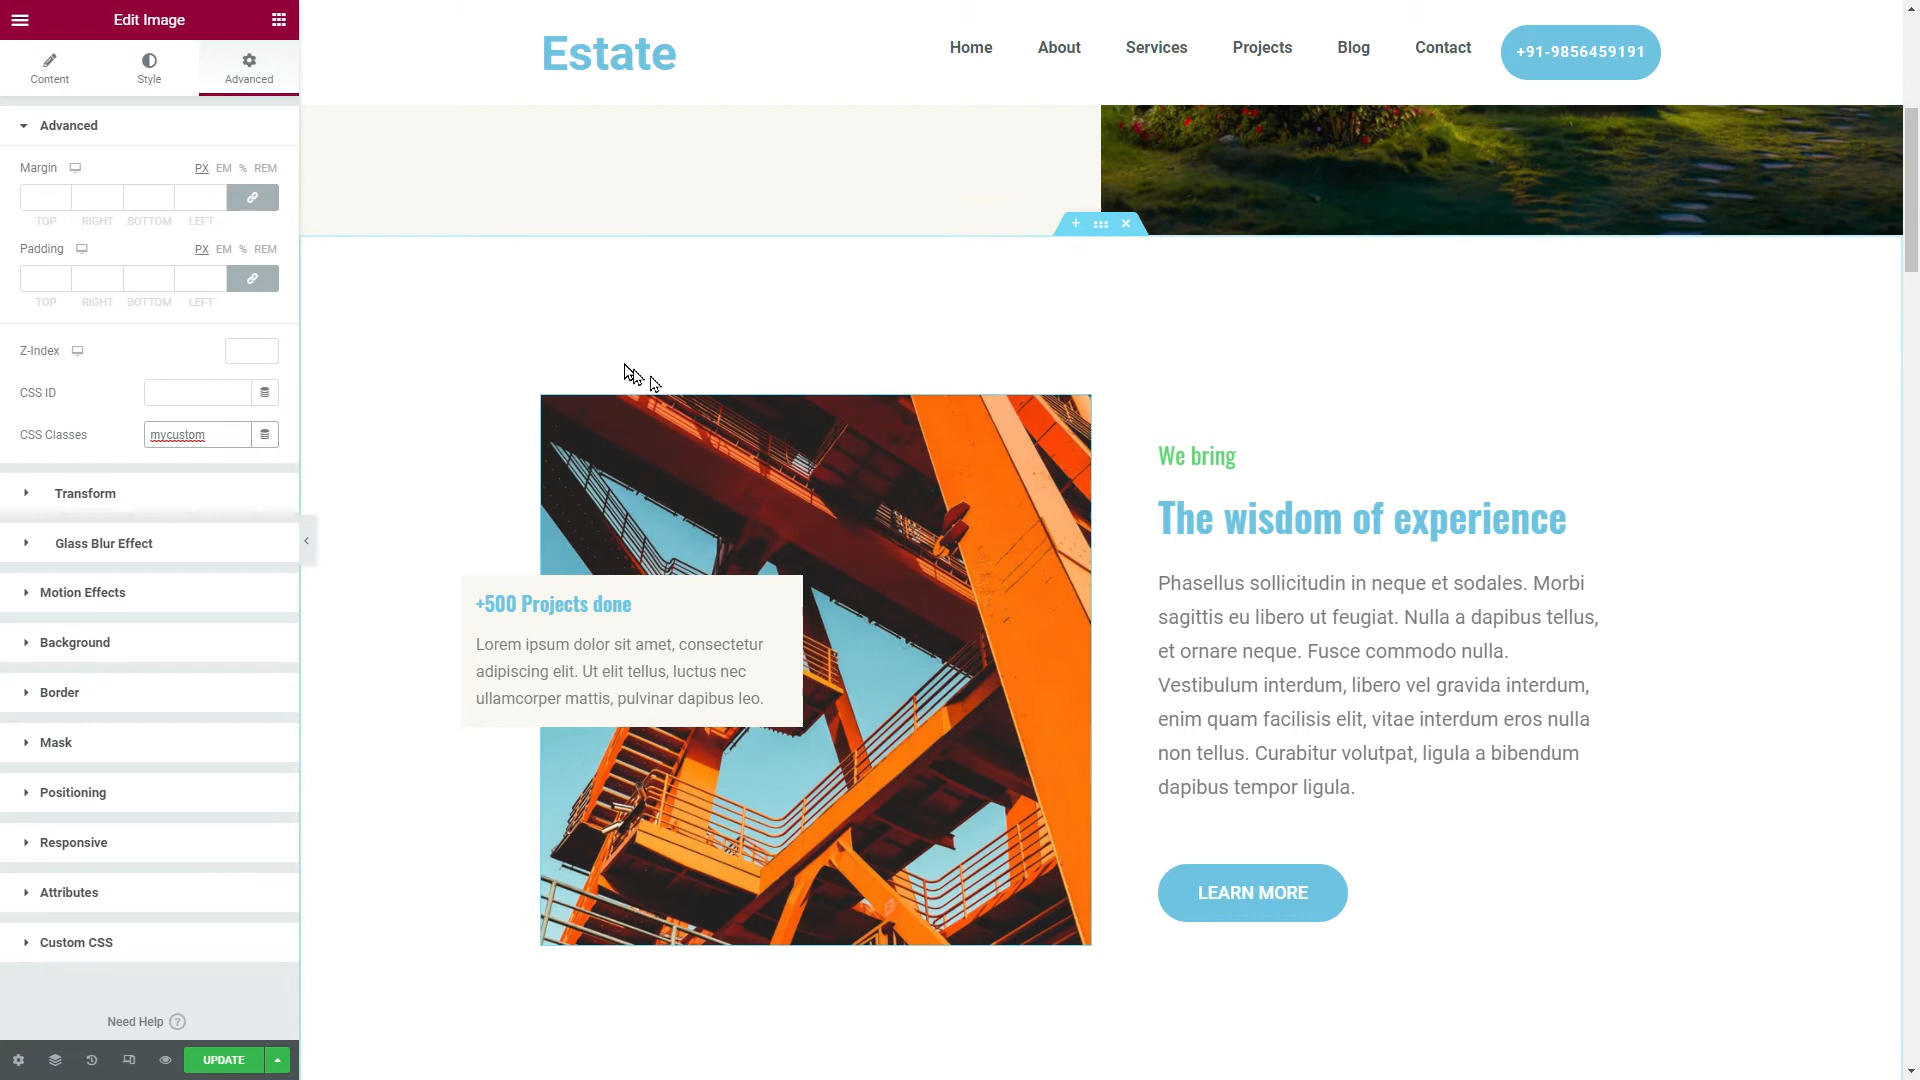 Edit Image
Content
Style
Advanced
Advanced
Margin
PX EM % REM
TOP RIGHT BOTTOM LEFT
Padding
PX EM % REM
TOP RIGHT BOTTOM LEFT
Z-Index
CSS ID
CSS Classes
mycustom
Transform
Glass Blur Effect
Motion Effects
Background
Border
Mask
Positioning
Responsive
Attributes
Custom CSS
Need Help ?
UPDATE
Estate
Home
About
Services
Projects
Blog
Contact
+91-9856459191
+500 Projects done
Lorem ipsum dolor sit amet, consectetur
adipiscing elit. Ut elit tellus, luctus nec
ullamcorper mattis, pulvinar dapibus leo.
We bring
The wisdom of experience
Phasellus sollicitudin in neque et sodales. Morbi
sagittis eu libero ut feugiat. Nulla a dapibus tellus,
et ornare neque. Fusce commodo nulla.
Vestibulum interdum, libero vel gravida interdum,
enim quam facilisis elit, vitae interdum eros nulla
non tellus. Curabitur volutpat, ligula a bibendum
dapibus tempor ligula.
LEARN MORE